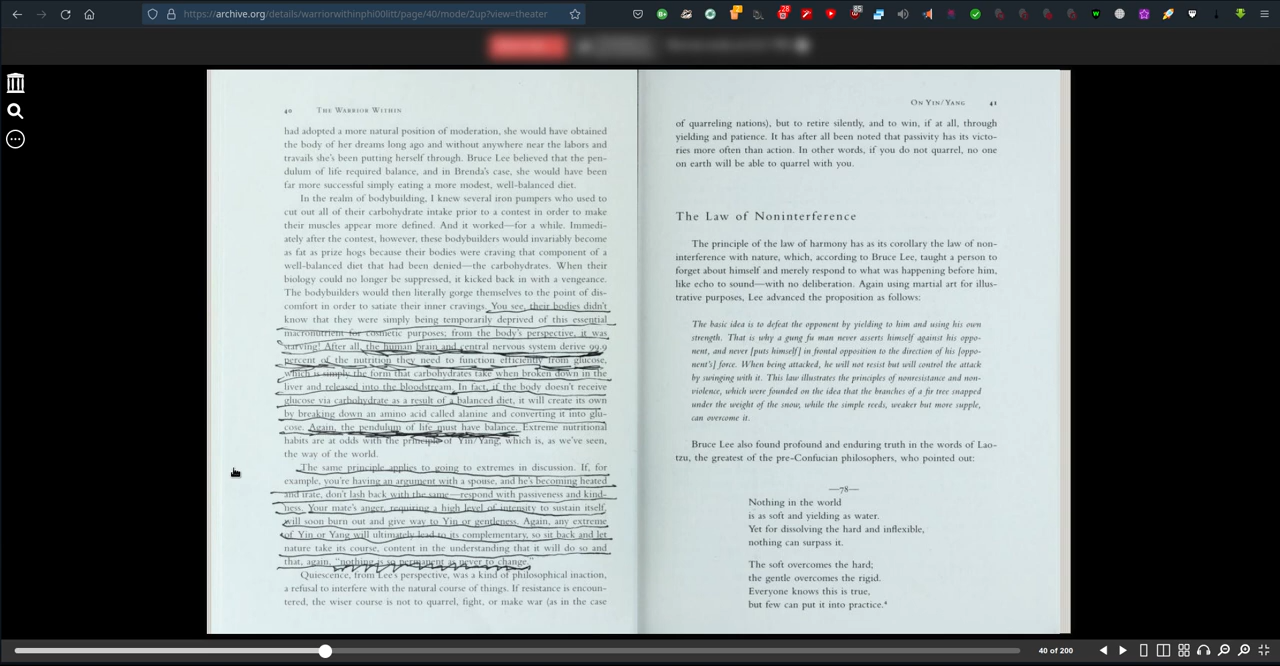 https://archive.org/details/warriorwithinphi00litt/page/40/mode/2up?view=theater
28
85
40 THE WARRIOR WITHIN
had adopted a more natural position of moderation, she would have obtained
the body of her dreams long ago and without anywhere near the labors and
travails she's been putting herself through. Bruce Lee believed that the pen-
dulum of life required balance, and in Brenda's case, she would have been
far more successful simply eating a more modest, well-balanced diet.
In the realm of bodybuilding, I knew several iron pumpers who used to
cut out all of their carbohydrate intake prior to a contest in order to make
their muscles appear more defined. And it worked—for a while. Immedi-
ately after the contest, however, these bodybuilders would invariably become
as fat as prize hogs because their bodies were craving that component of a
well-balanced diet that had been denied—the carbohydrates. When their
biology could no longer be suppressed, it kicked back in with a vengeance.
The bodybuilders would then literally gorge themselves to the point of dis-
comfort in order to satiate their inner cravings. You see, their bodies didn't
know that they were simply being temporarily deprived of this essential
macronutrient for cosmetic purposes; from the body's perspective, it was
starving! After all, the human brain and central nervous system derive 99.9
percent of the nutrition they need to function efficiently from glucose,
which is simply the form that carbohydrates take when broken down in the
liver and released into the bloodstream. In fact, if the body doesn't receive
glucose via carbohydrate as a result of a balanced diet, it will create its own
by breaking down an amino acid called alanine and converting it into glu-
cose. Again, the pendulum of life must have balance. Extreme nutritional
habits are at odds with the principle of Yin/Yang, which is, as we've seen,
the way of the world.
The same principle applies to going to extremes in discussion. If, for
example, you're having an argument with a spouse, and he's becoming heated
and irate, don't lash back with the same—respond with passiveness and kind-
ness. Your mate's anger, requiring a high level of intensity to sustain itself,
will soon burn out and give way to Yin or gentleness. Again, any extreme
of Yin or Yang will ultimately lead to its complementary, so sit back and let
nature take its course, content in the understanding that it will do so and
that, again, "nothing is so permanent as never to change."
Quiescence, from Lee's perspective, was a kind of philosophical inaction,
a refusal to interfere with the natural course of things. If resistance is encoun-
tered, the wiser course is not to quarrel, fight, or make war (as in the case
ON YIN/YANG 41
of quarreling nations), but to retire silently, and to win, if at all, through
yielding and patience. It has after all been noted that passivity has its victo-
ries more often than action. In other words, if you do not quarrel, no one
on earth will be able to quarrel with you.
The Law of Noninterference
The principle of the law of harmony has as its corollary the law of non-
interference with nature, which, according to Bruce Lee, taught a person to
forget about himself and merely respond to what was happening before him,
like echo to sound—with no deliberation. Again using martial art for illus-
trative purposes, Lee advanced the proposition as follows:
The basic idea is to defeat the opponent by yielding to him and using his own
strength. That is why a gung fu man never asserts himself against his oppo-
nent, and never [puts himself] in frontal opposition to the direction of his [oppo-
nent's] force. When being attacked, he will not resist but will control the attack
by swinging with it. This law illustrates the principles of nonresistance and non-
violence, which were founded on the idea that the branches of a fir tree snapped
under the weight of the snow, while the simple reeds, weaker but more supple,
can overcome it.
Bruce Lee also found profound and enduring truth in the words of Lao-
tzu, the greatest of the pre-Confucian philosophers, who pointed out:
—78—
Nothing in the world
is as soft and yielding as water.
Yet for dissolving the hard and inflexible,
nothing can surpass it.
The soft overcomes the hard;
the gentle overcomes the rigid.
Everyone knows this is true,
but few can put it into practice.4
40 of 200